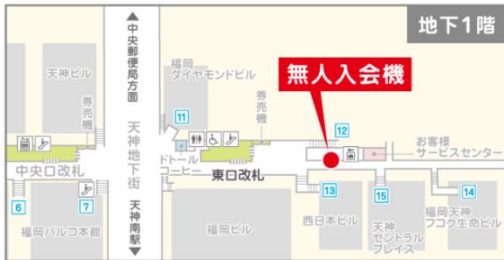 地下1階
▲中央郵便局方面
天神地下街
天神南駅▼
天神ビル
券売機
中央口改札
6
7
福岡パルコ本館
福岡
ダイヤモンドビル
11
ドトール
コーヒー
券売機
東口改札
福岡ビル
無人入会機
12
お客様
サービスセンター
13
西日本ビル
15
天神
セントラル
プレイス
14
福岡天神
フコク生命ビル